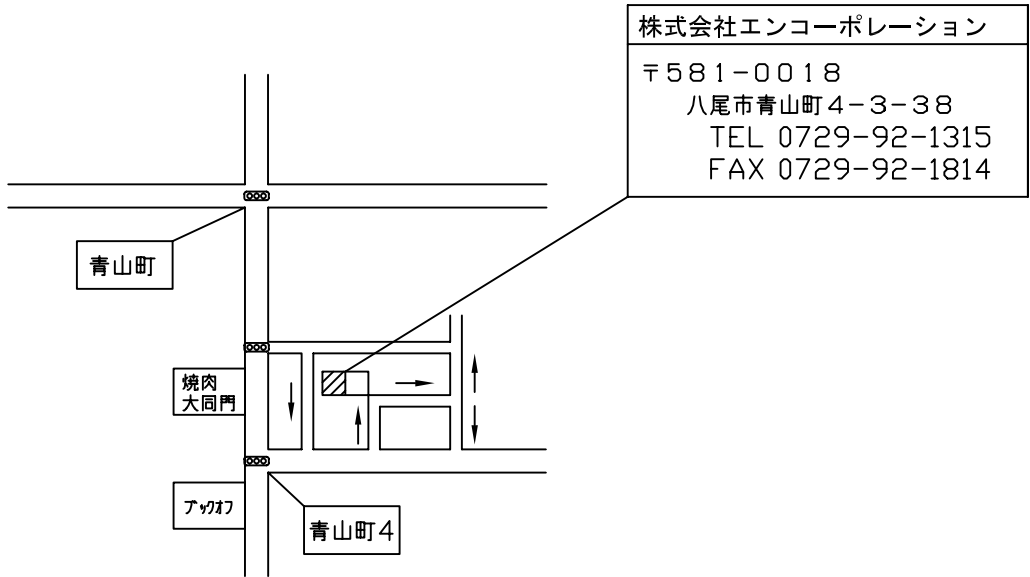 株式会社エンコーポレーション
〒581-0018
八尾市青山町4-3-38
TEL 0729-92-1315
FAX 0729-92-1814
青山町
焼肉
大同門
ブックオフ
青山町4